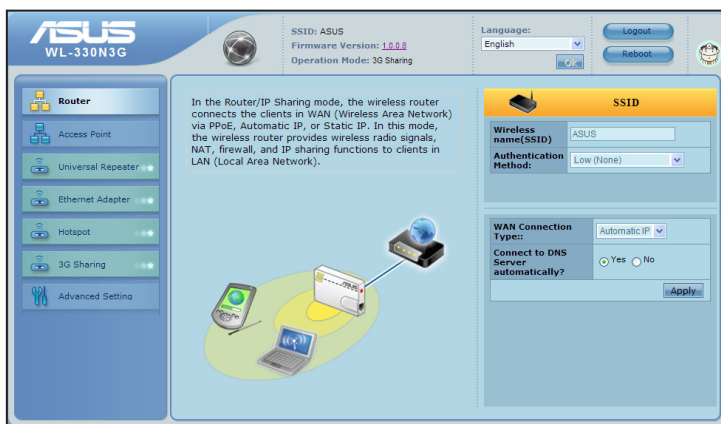 ASUS
WL-330N3G
SSID: ASUS
Firmware Version: 1.0.0.8
Operation Mode: 3G Sharing
Language:
English
OK
Logout
Reboot
Router
Access Point
Universal Repeater
Ethernet Adapter
Hotspot
3G Sharing
Advanced Setting
In the Router/IP Sharing mode, the wireless router
connects the clients in WAN (Wireless Area Network)
via PPoE, Automatic IP, or Static IP. In this mode,
the wireless router provides wireless radio signals,
NAT, firewall, and IP sharing functions to clients in
LAN (Local Area Network).
SSID
Wireless
name(SSID)
ASUS
Authentication
Method:
Low (None)
WAN Connection
Type::
Automatic IP
Connect to DNS
Server
automatically?
Yes No
Apply